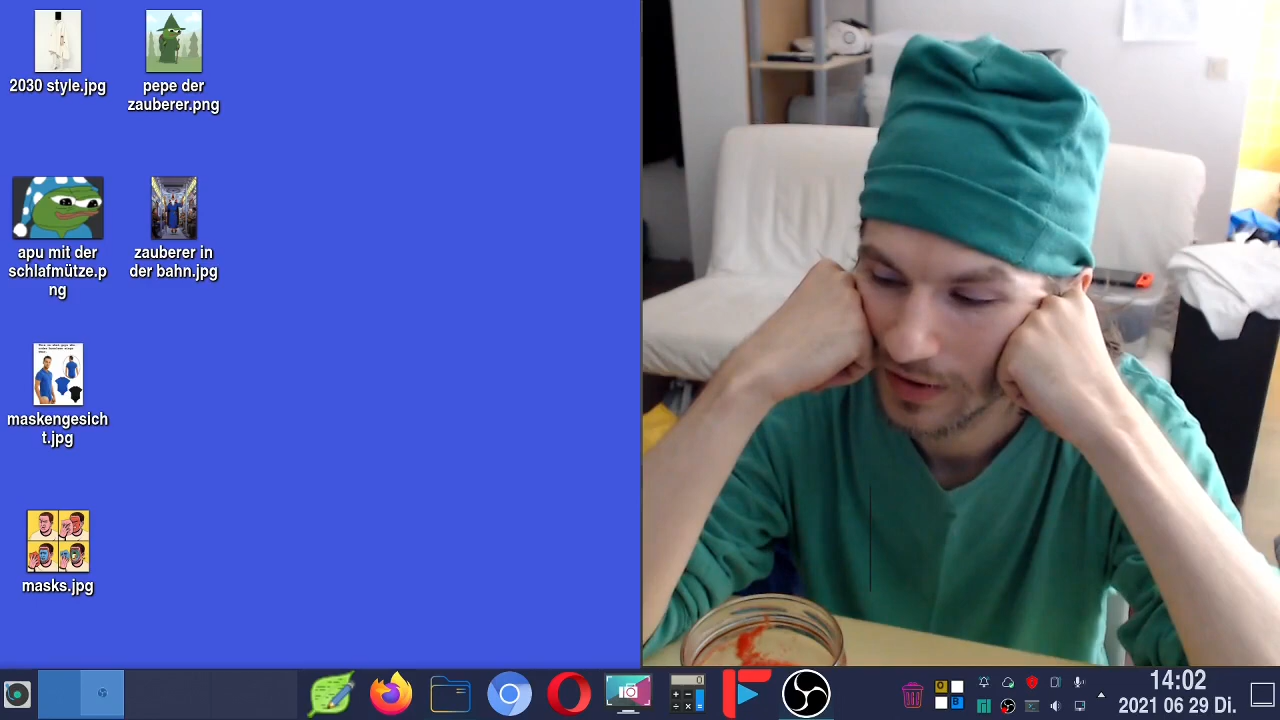 2030 style.jpg
pepe der
zauberer.png
apu mit der
schlafmütze.p
ng
zauberer in
der bahn.jpg
maskengesich
t.jpg
masks.jpg
0
14:02
2021 06 29 Di.